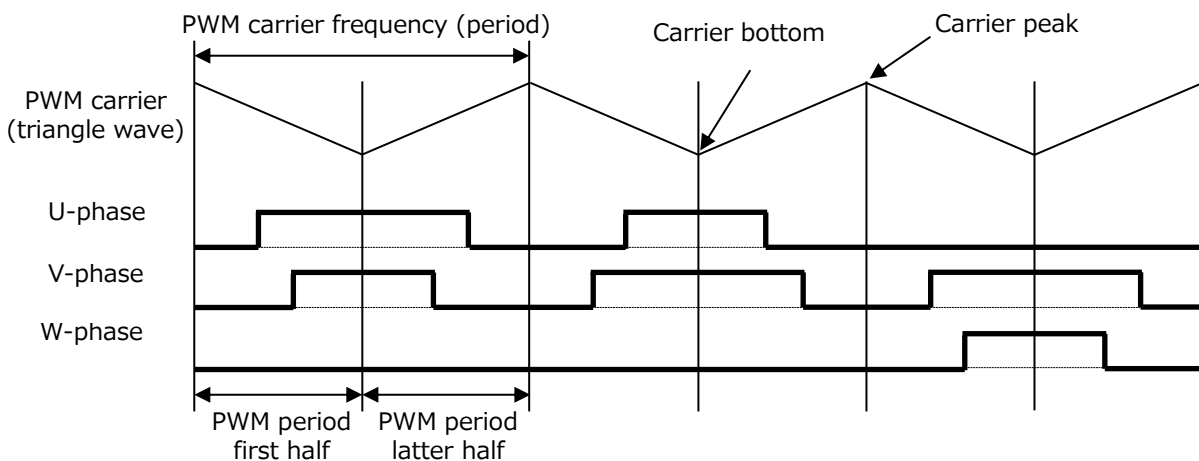 PWM carrier frequency (period)
Carrier bottom
Carrier peak
PWM carrier
(triangle wave)
U-phase
V-phase
W-phase
PWM period
first half
PWM period
latter half